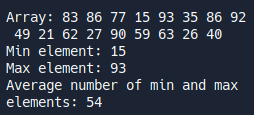 Array: 83 86 77 15 93 35 86 92
 49 21 62 27 90 59 63 26 40
Min element: 15
Max element: 93
Average number of min and max
elements: 54